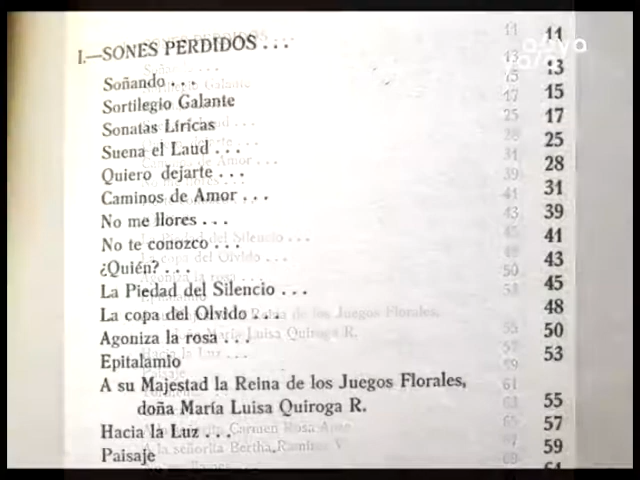 I.—SONES PERDIDOS . . . 11
Soñando . . . 13
Sortilegio Galante 15
Sonatas Líricas 17
Suena el Laud . . . 25
Quiero dejarte . . . 28
Caminos de Amor . . . 31
No me llores . . . 39
No te conozco . . . 41
¿Quién? . . . 43
La Piedad del Silencio . . . 45
La copa del Olvido . . . 48
Agoniza la rosa . . . 50
Epitalamio 53
A su Majestad la Reina de los Juegos Florales,
doña María Luisa Quiroga R. 55
Hacia la Luz . . . 57
Paisaje 59
61